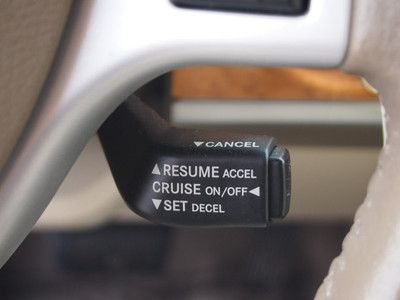 ▼CANCEL
▲RESUME ACCEL
CRUISE ON/OFF◄
▼SET DECEL